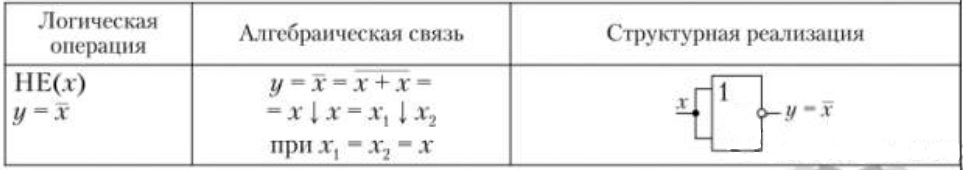 Логическая
операция
Алгебраическая связь
Структурная реализация
НЕ(x)
y = x̅
y = x̅ = x̅ ̅+̅ ̅x̅ =
= x ↓ x = x₁ ↓ x₂
при x₁ = x₂ = x
x
1
y = x̅